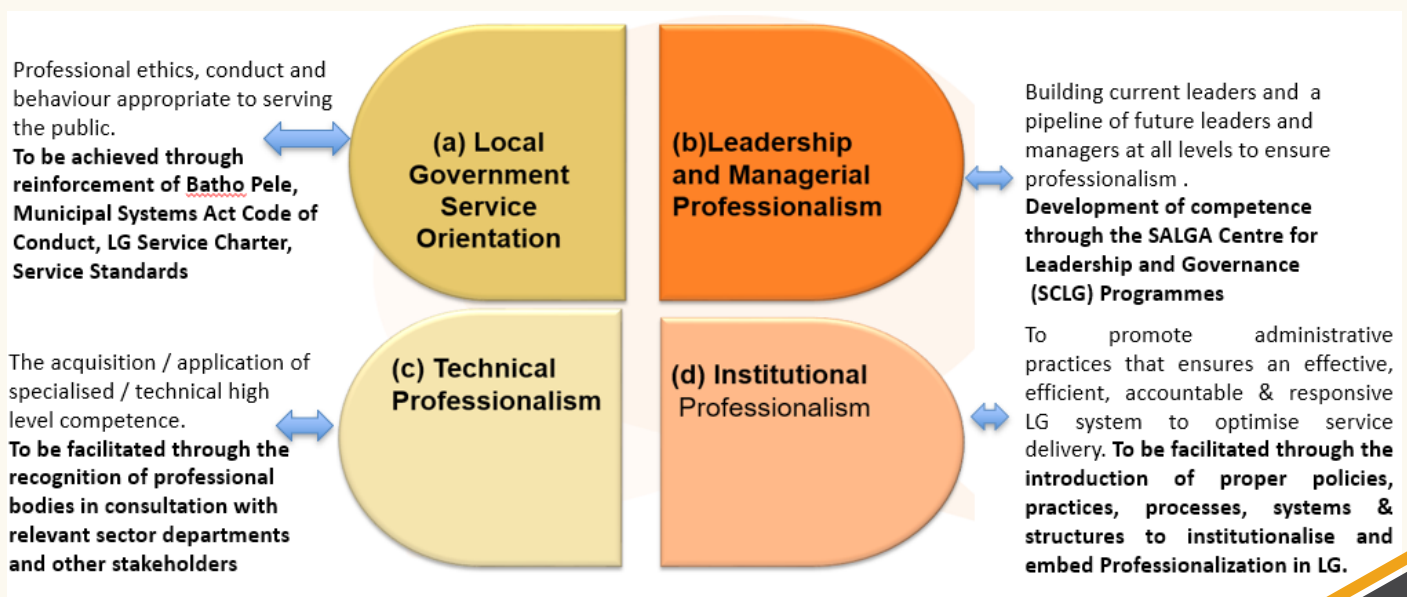 Professional ethics, conduct and
behaviour appropriate to serving
the public.
To be achieved through
reinforcement of Batho Pele,
Municipal Systems Act Code of
Conduct, LG Service Charter,
Service Standards
(a) Local
Government
Service
Orientation
(b)Leadership
and Managerial
Professionalism
Building current leaders and a
pipeline of future leaders and
managers at all levels to ensure
professionalism .
Development of competence
through the SALGA Centre for
Leadership and Governance
(SCLG) Programmes
The acquisition / application of
specialised / technical high
level competence.
To be facilitated through the
recognition of professional
bodies in consultation with
relevant sector departments
and other stakeholders
(c) Technical
Professionalism
(d) Institutional
Professionalism
To promote administrative
practices that ensures an effective,
efficient, accountable & responsive
LG system to optimise service
delivery. To be facilitated through the
introduction of proper policies,
practices, processes, systems &
structures to institutionalise and
embed Professionalization in LG.